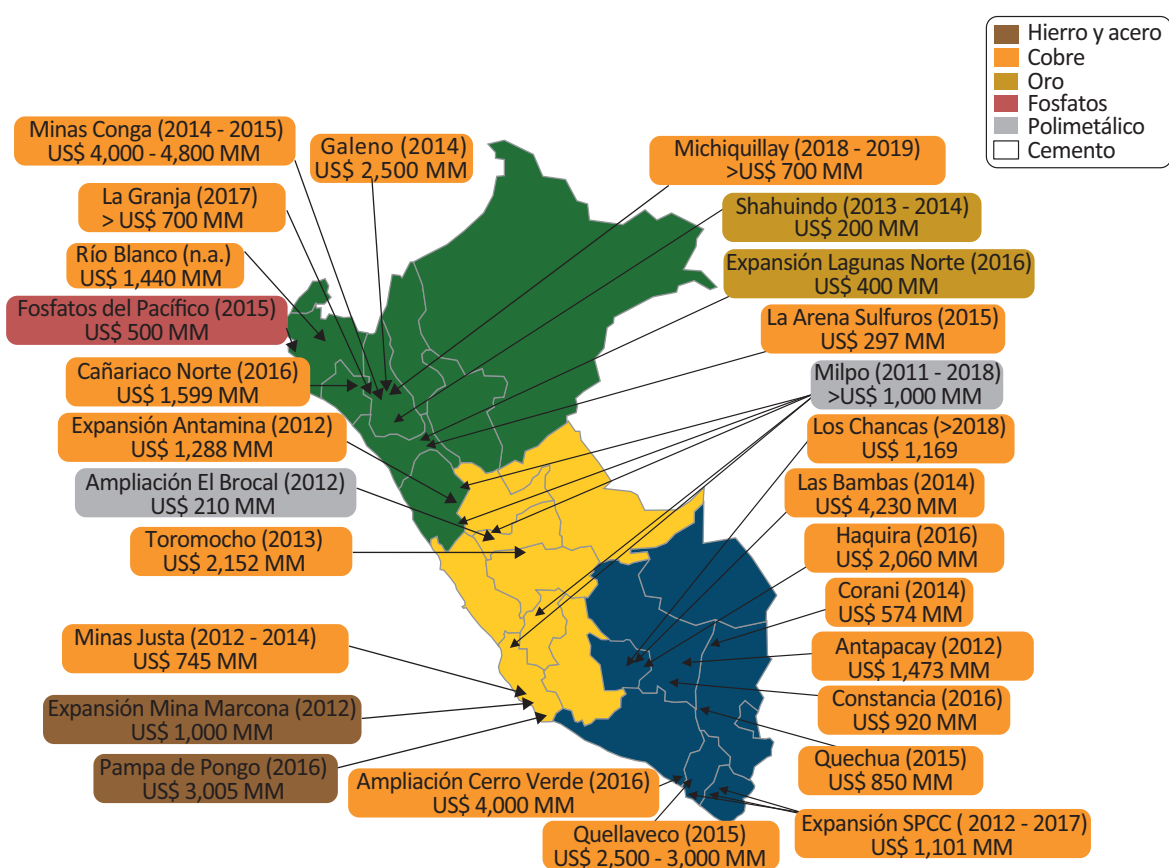 Hierro y acero
Cobre
Oro
Fosfatos
Polimetálico
Cemento
Minas Conga (2014 - 2015)
US$ 4,000 - 4,800 MM
Galeno (2014)
US$ 2,500 MM
Michiquillay (2018 - 2019)
>US$ 700 MM
La Granja (2017)
> US$ 700 MM
Shahuindo (2013 - 2014)
US$ 200 MM
Río Blanco (n.a.)
US$ 1,440 MM
Expansión Lagunas Norte (2016)
US$ 400 MM
Fosfatos del Pacífico (2015)
US$ 500 MM
La Arena Sulfuros (2015)
US$ 297 MM
Cañariaco Norte (2016)
US$ 1,599 MM
Milpo (2011 - 2018)
>US$ 1,000 MM
Expansión Antamina (2012)
US$ 1,288 MM
Los Chancas (>2018)
US$ 1,169
Ampliación El Brocal (2012)
US$ 210 MM
Las Bambas (2014)
US$ 4,230 MM
Toromocho (2013)
US$ 2,152 MM
Haquira (2016)
US$ 2,060 MM
Corani (2014)
US$ 574 MM
Minas Justa (2012 - 2014)
US$ 745 MM
Antapacay (2012)
US$ 1,473 MM
Expansión Mina Marcona (2012)
US$ 1,000 MM
Constancia (2016)
US$ 920 MM
Pampa de Pongo (2016)
US$ 3,005 MM
Quechua (2015)
US$ 850 MM
Ampliación Cerro Verde (2016)
US$ 4,000 MM
Quellaveco (2015)
US$ 2,500 - 3,000 MM
Expansión SPCC ( 2012 - 2017)
US$ 1,101 MM